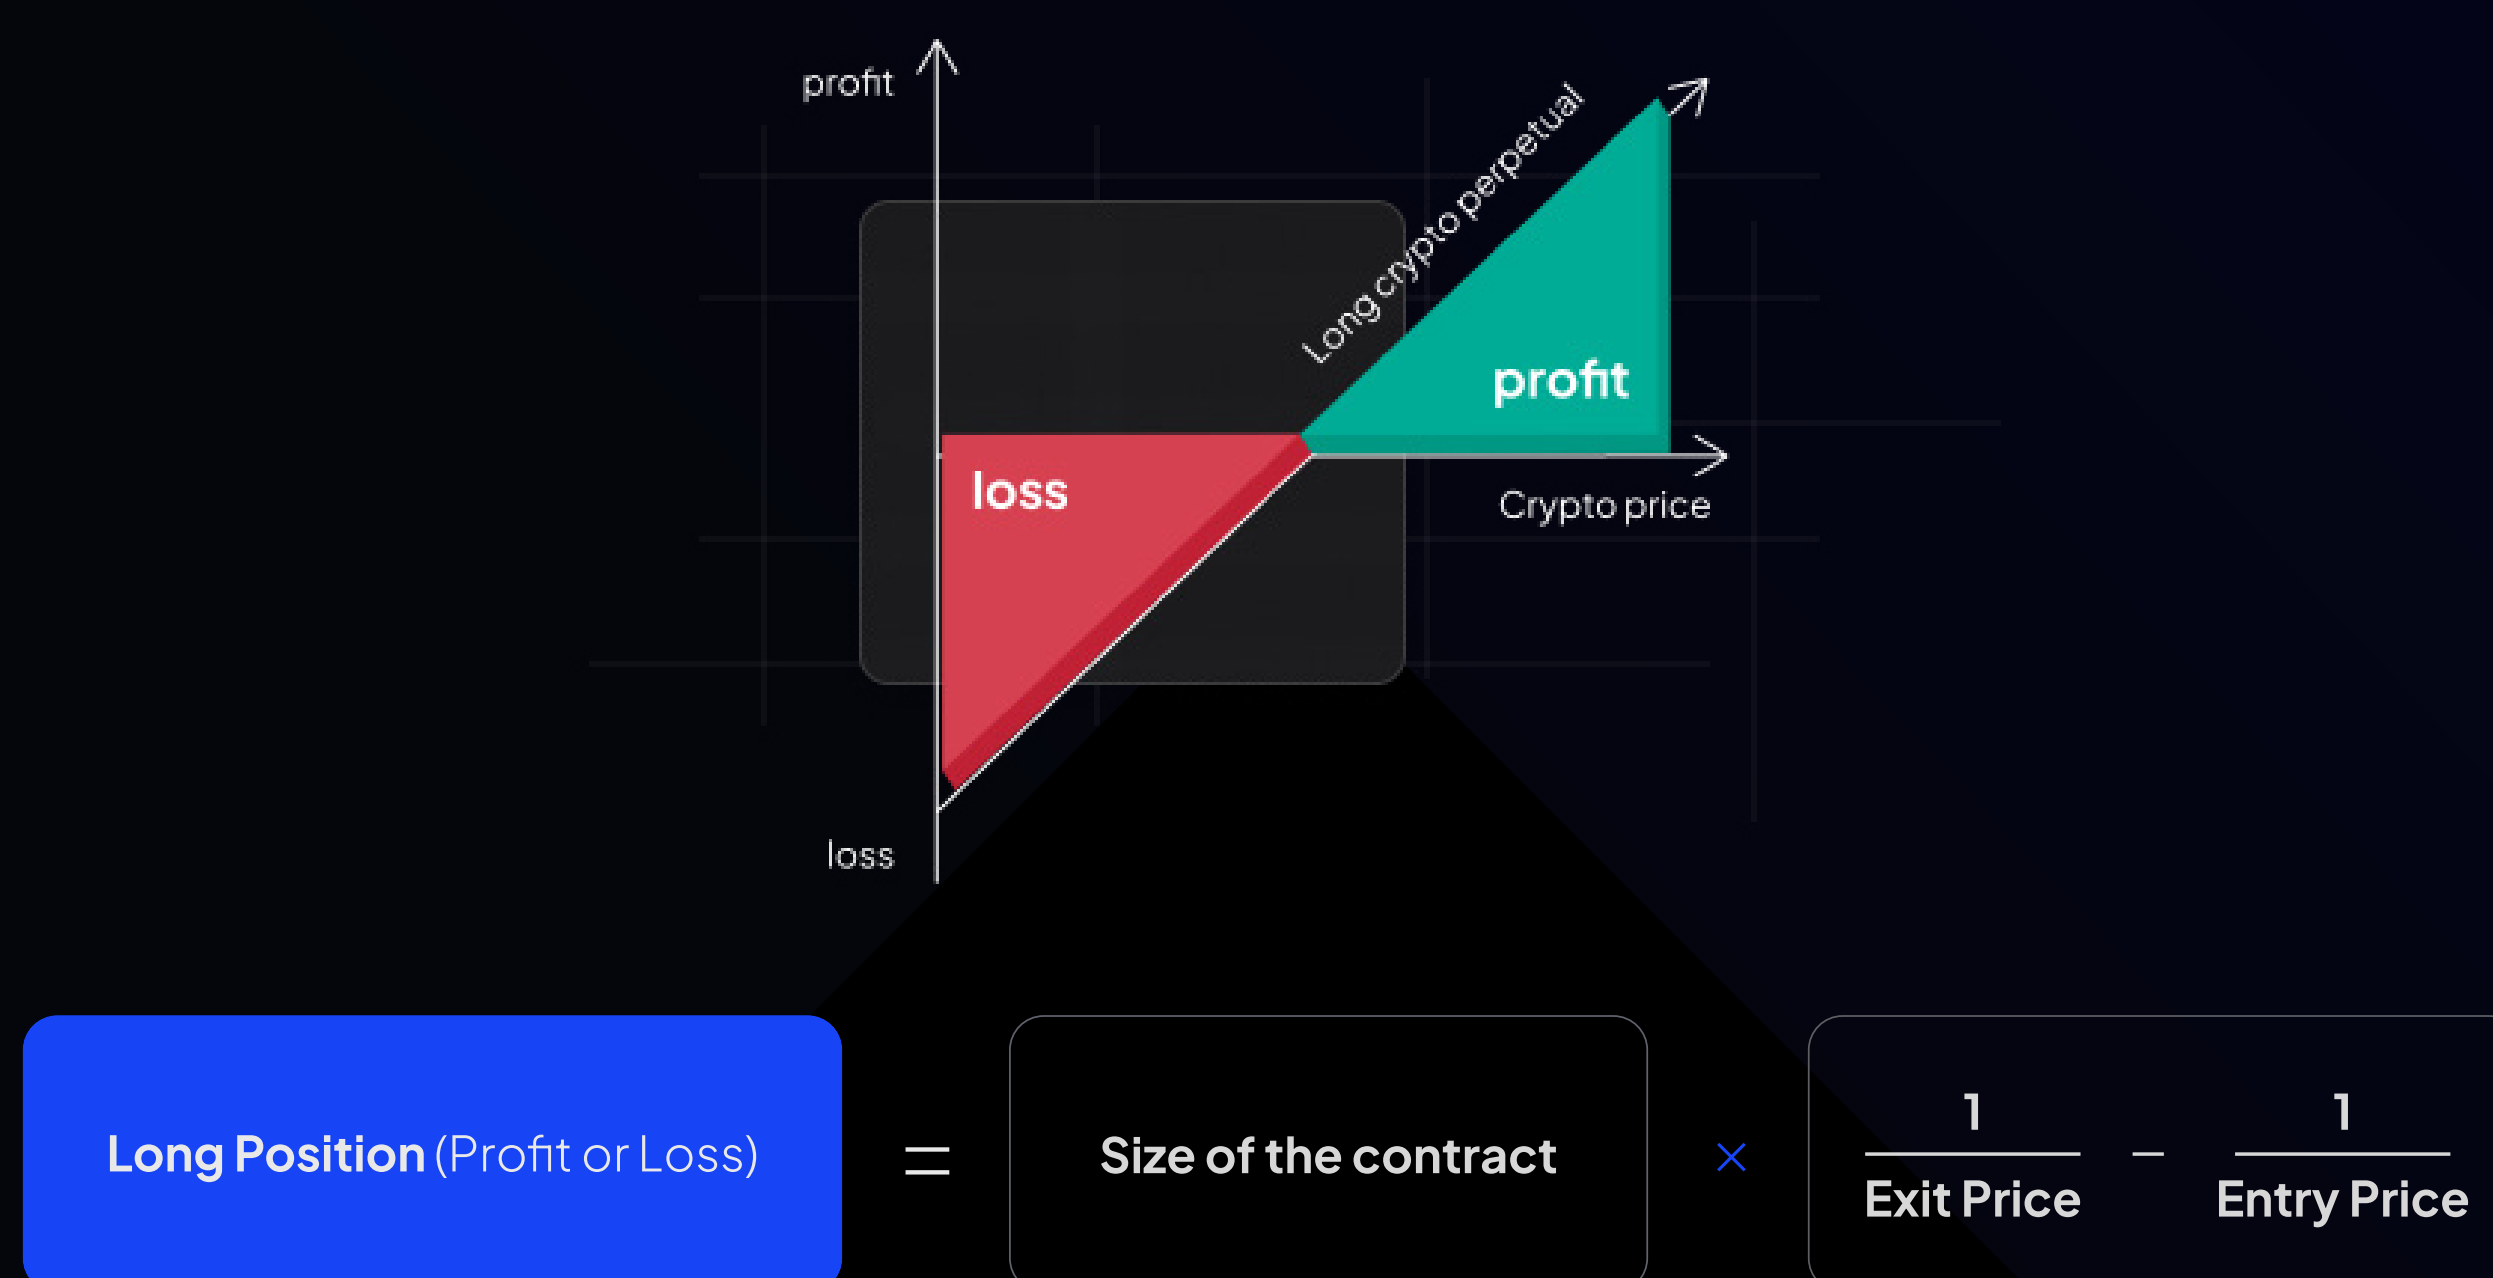 profit
Long crypto perpetual
profit
loss
Crypto price
loss
Long Position (Profit or Loss)
=
Size of the contract
×
1
Exit Price
-
1
Entry Price